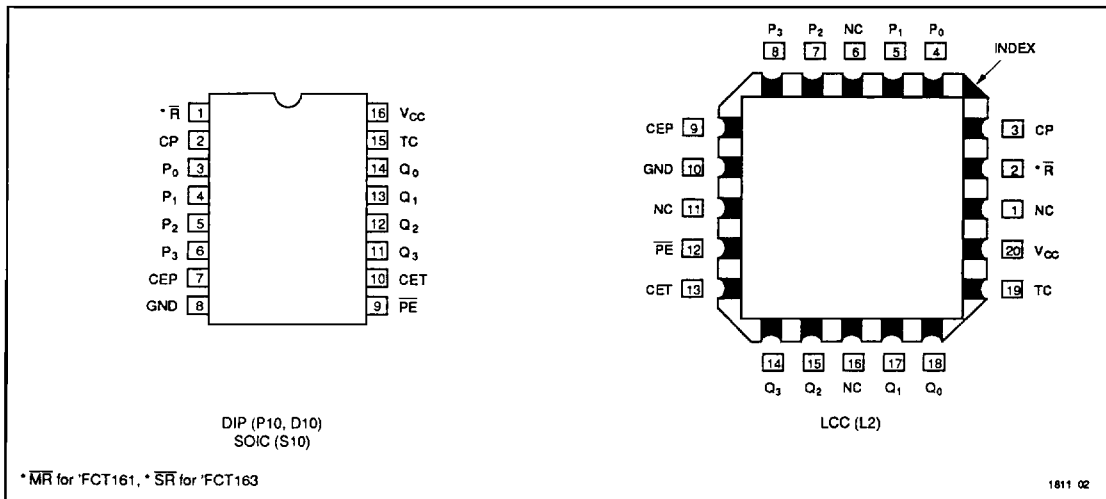 * R̅ 1 16 VCC
CP 2 15 TC
P0 3 14 Q0
P1 4 13 Q1
P2 5 12 Q2
P3 6 11 Q3
CEP 7 10 CET
GND 8 9 P̅E̅
DIP (P10, D10)
SOIC (S10)
P3 P2 NC P1 P0
8 7 6 5 4
INDEX
CEP 9 3 CP
GND 10 2 * R̅
NC 11 1 NC
P̅E̅ 12 20 VCC
CET 13 19 TC
14 15 16 17 18
Q3 Q2 NC Q1 Q0
LCC (L2)
* M̅R̅ for 'FCT161, * S̅R̅ for 'FCT163
1811 02